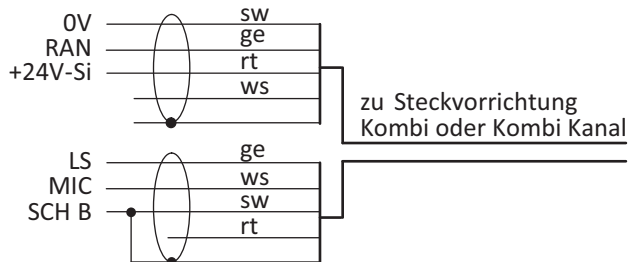 0V sw
RAN ge
+24V-Si rt
ws
zu Steckvorrichtung
Kombi oder Kombi Kanal
LS ge
MIC ws
SCH B sw
rt